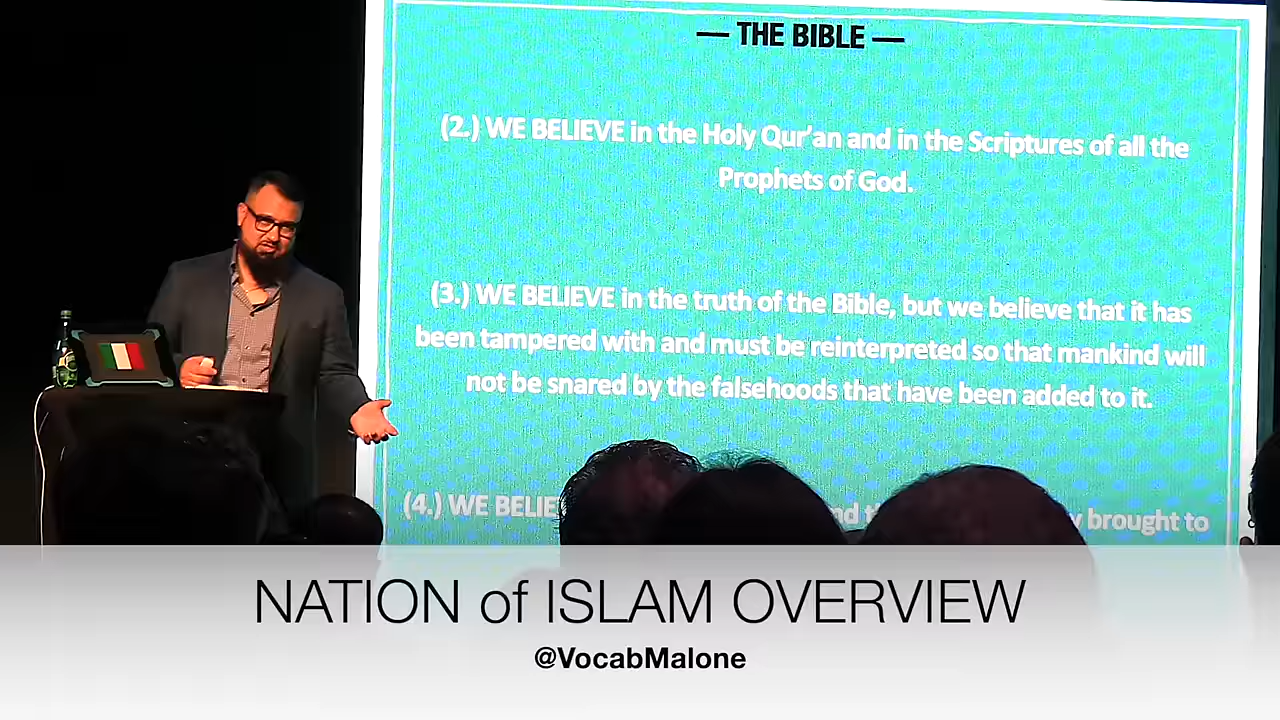 — THE BIBLE —
(2.) WE BELIEVE in the Holy Qur'an and in the Scriptures of all the
Prophets of God.
(3.) WE BELIEVE in the truth of the Bible, but we believe that it has
been tampered with and must be reinterpreted so that mankind will
not be snared by the falsehoods that have been added to it.
(4.) WE brought to
NATION of ISLAM OVERVIEW
@VocabMalone